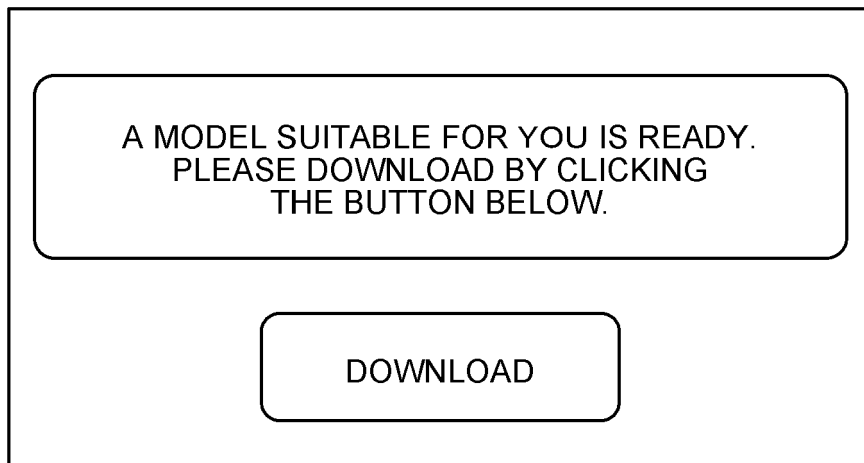 A MODEL SUITABLE FOR YOU IS READY.
PLEASE DOWNLOAD BY CLICKING
THE BUTTON BELOW.
DOWNLOAD